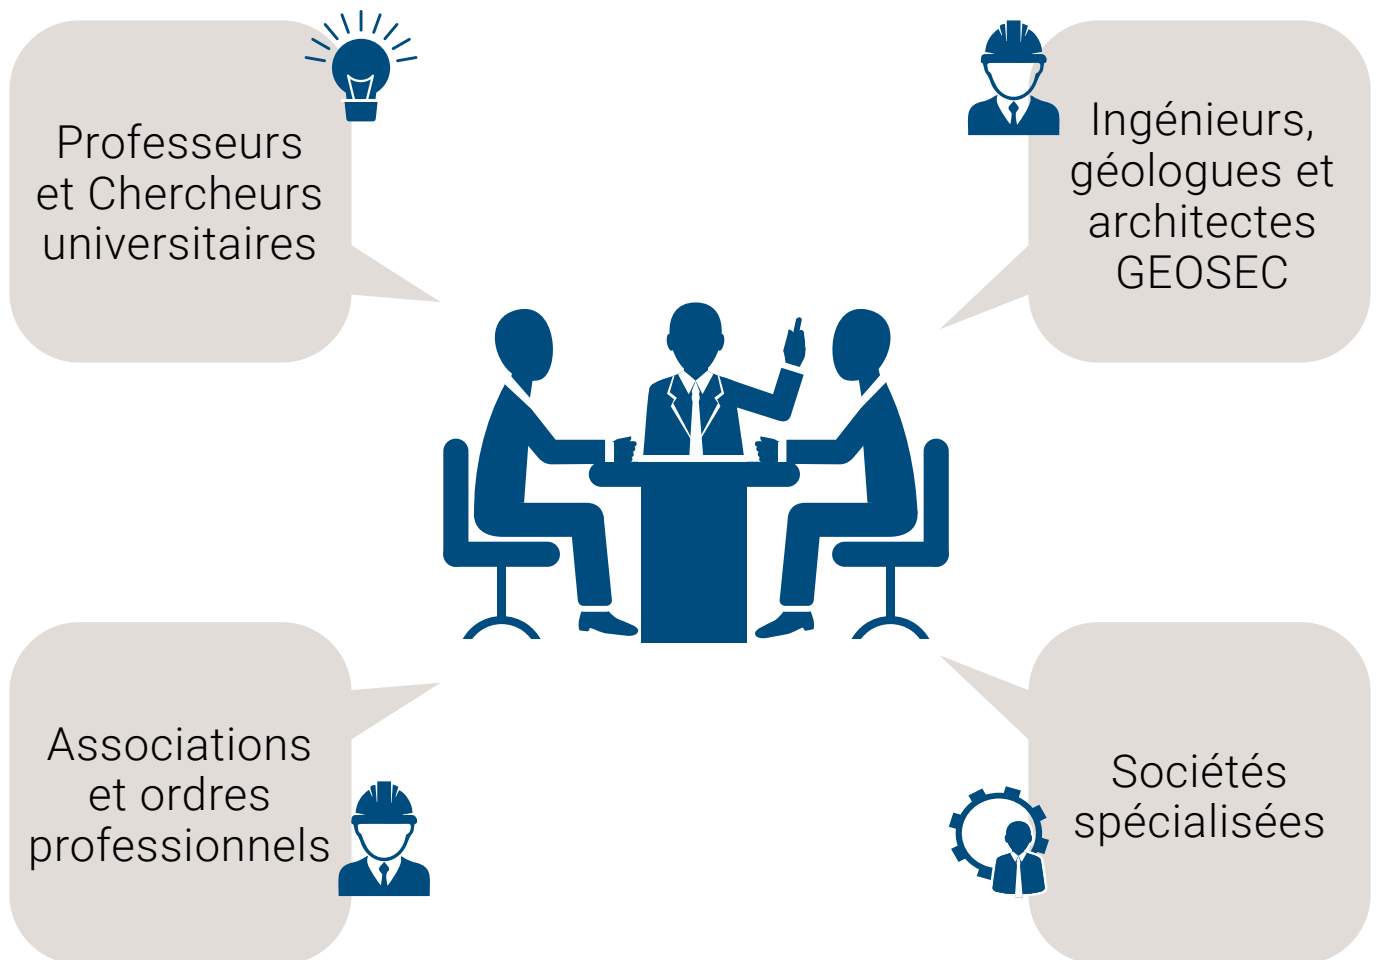 Professeurs
et Chercheurs
universitaires
Ingénieurs,
géologues et
architectes
GEOSEC
Associations
et ordres
professionnels
Sociétés
spécialisées